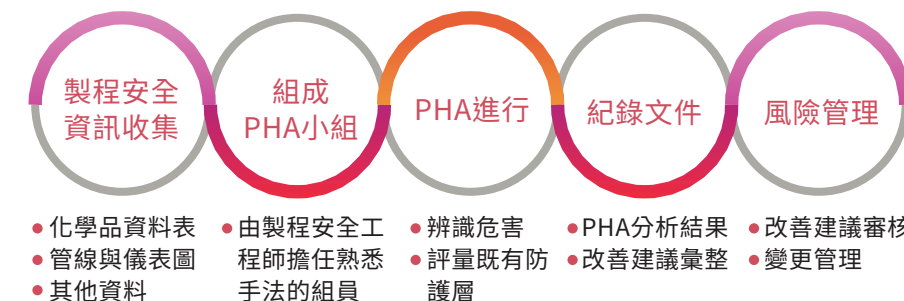 製程安全
資訊收集
組成
PHA小組
PHA進行
紀錄文件
風險管理
化學品資料表
管線與儀表圖
其他資料
由製程安全工
程師擔任熟悉
手法的組員
辨識危害
評量既有防
護層
PHA分析結果
改善建議彙整
改善建議審核
變更管理